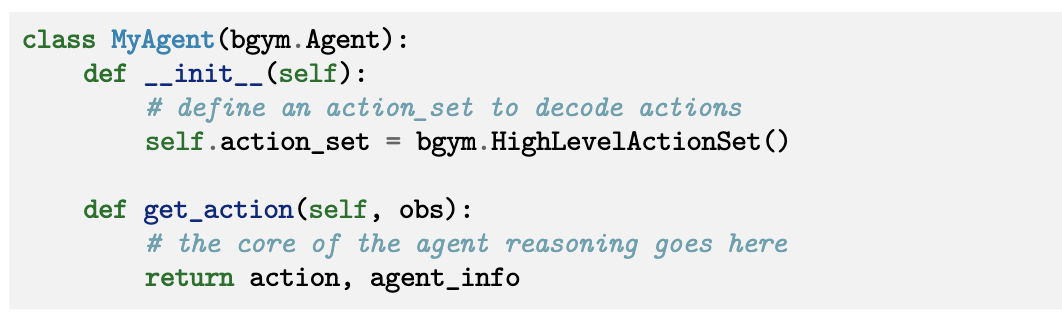 class MyAgent(bgym.Agent):
    def __init__(self):
        # define an action_set to decode actions
        self.action_set = bgym.HighLevelActionSet()

    def get_action(self, obs):
        # the core of the agent reasoning goes here
        return action, agent_info